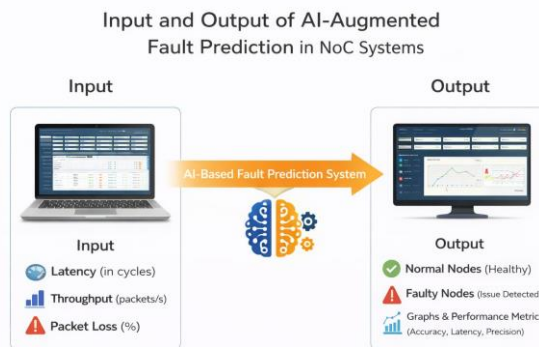 Input and Output of AI-Augmented
Fault Prediction in NoC Systems
Input
Output
AI-Based Fault Prediction System
Input
Latency (in cycles)
Throughput (packets/s)
Packet Loss (%)
Output
Normal Nodes (Healthy)
Faulty Nodes (Issue Detected)
Graphs & Performance Metric
(Accuracy, Latency, Precision)